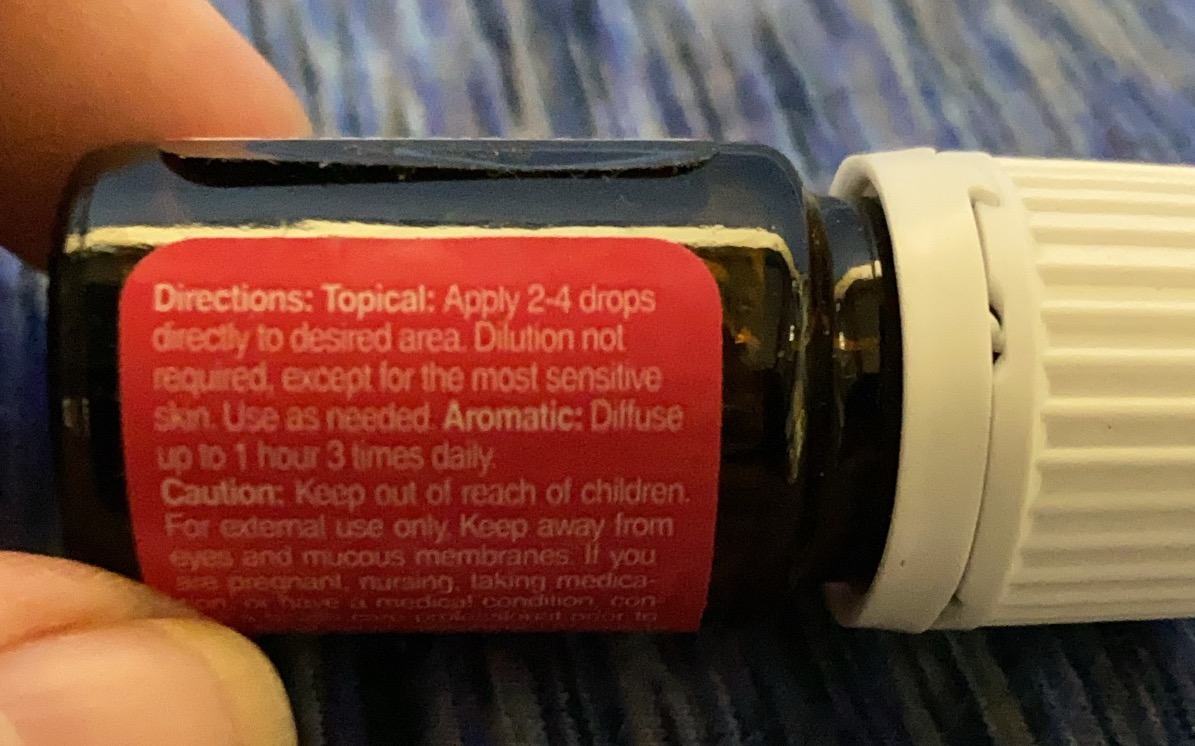 Directions: Topical: Apply 2-4 drops
directly to desired area. Dilution not
required, except for the most sensitive
skin. Use as needed. Aromatic: Diffuse
up to 1 hour 3 times daily.
Caution: Keep out of reach of children.
For external use only. Keep away from
eyes and mucous membranes. If you
are pregnant, nursing, taking medica-
or have a medical condition, con-
prior to